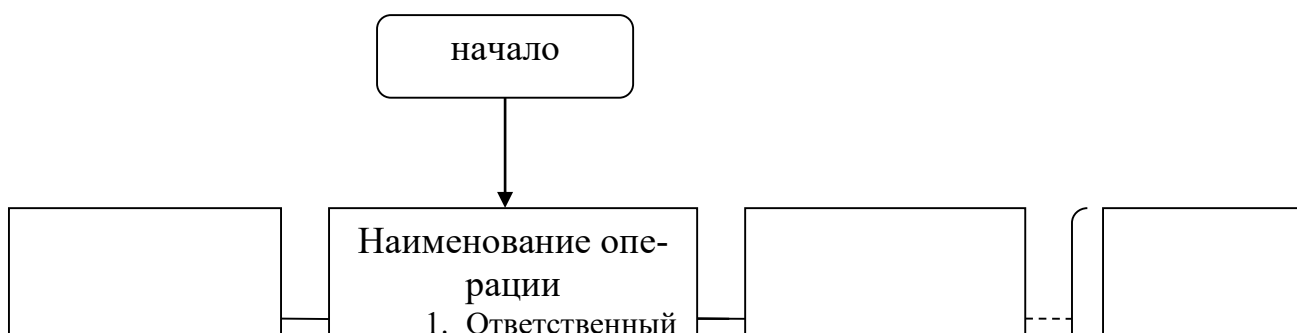 начало
Наименование опе-
рации
1. Ответственный